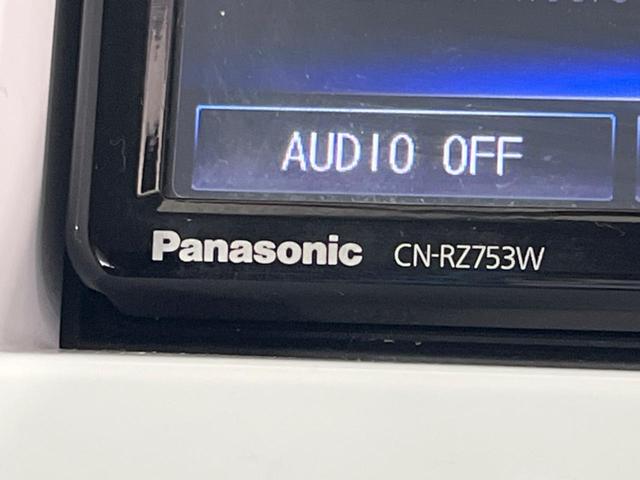 AUDIO OFF
Panasonic CN-RZ753W